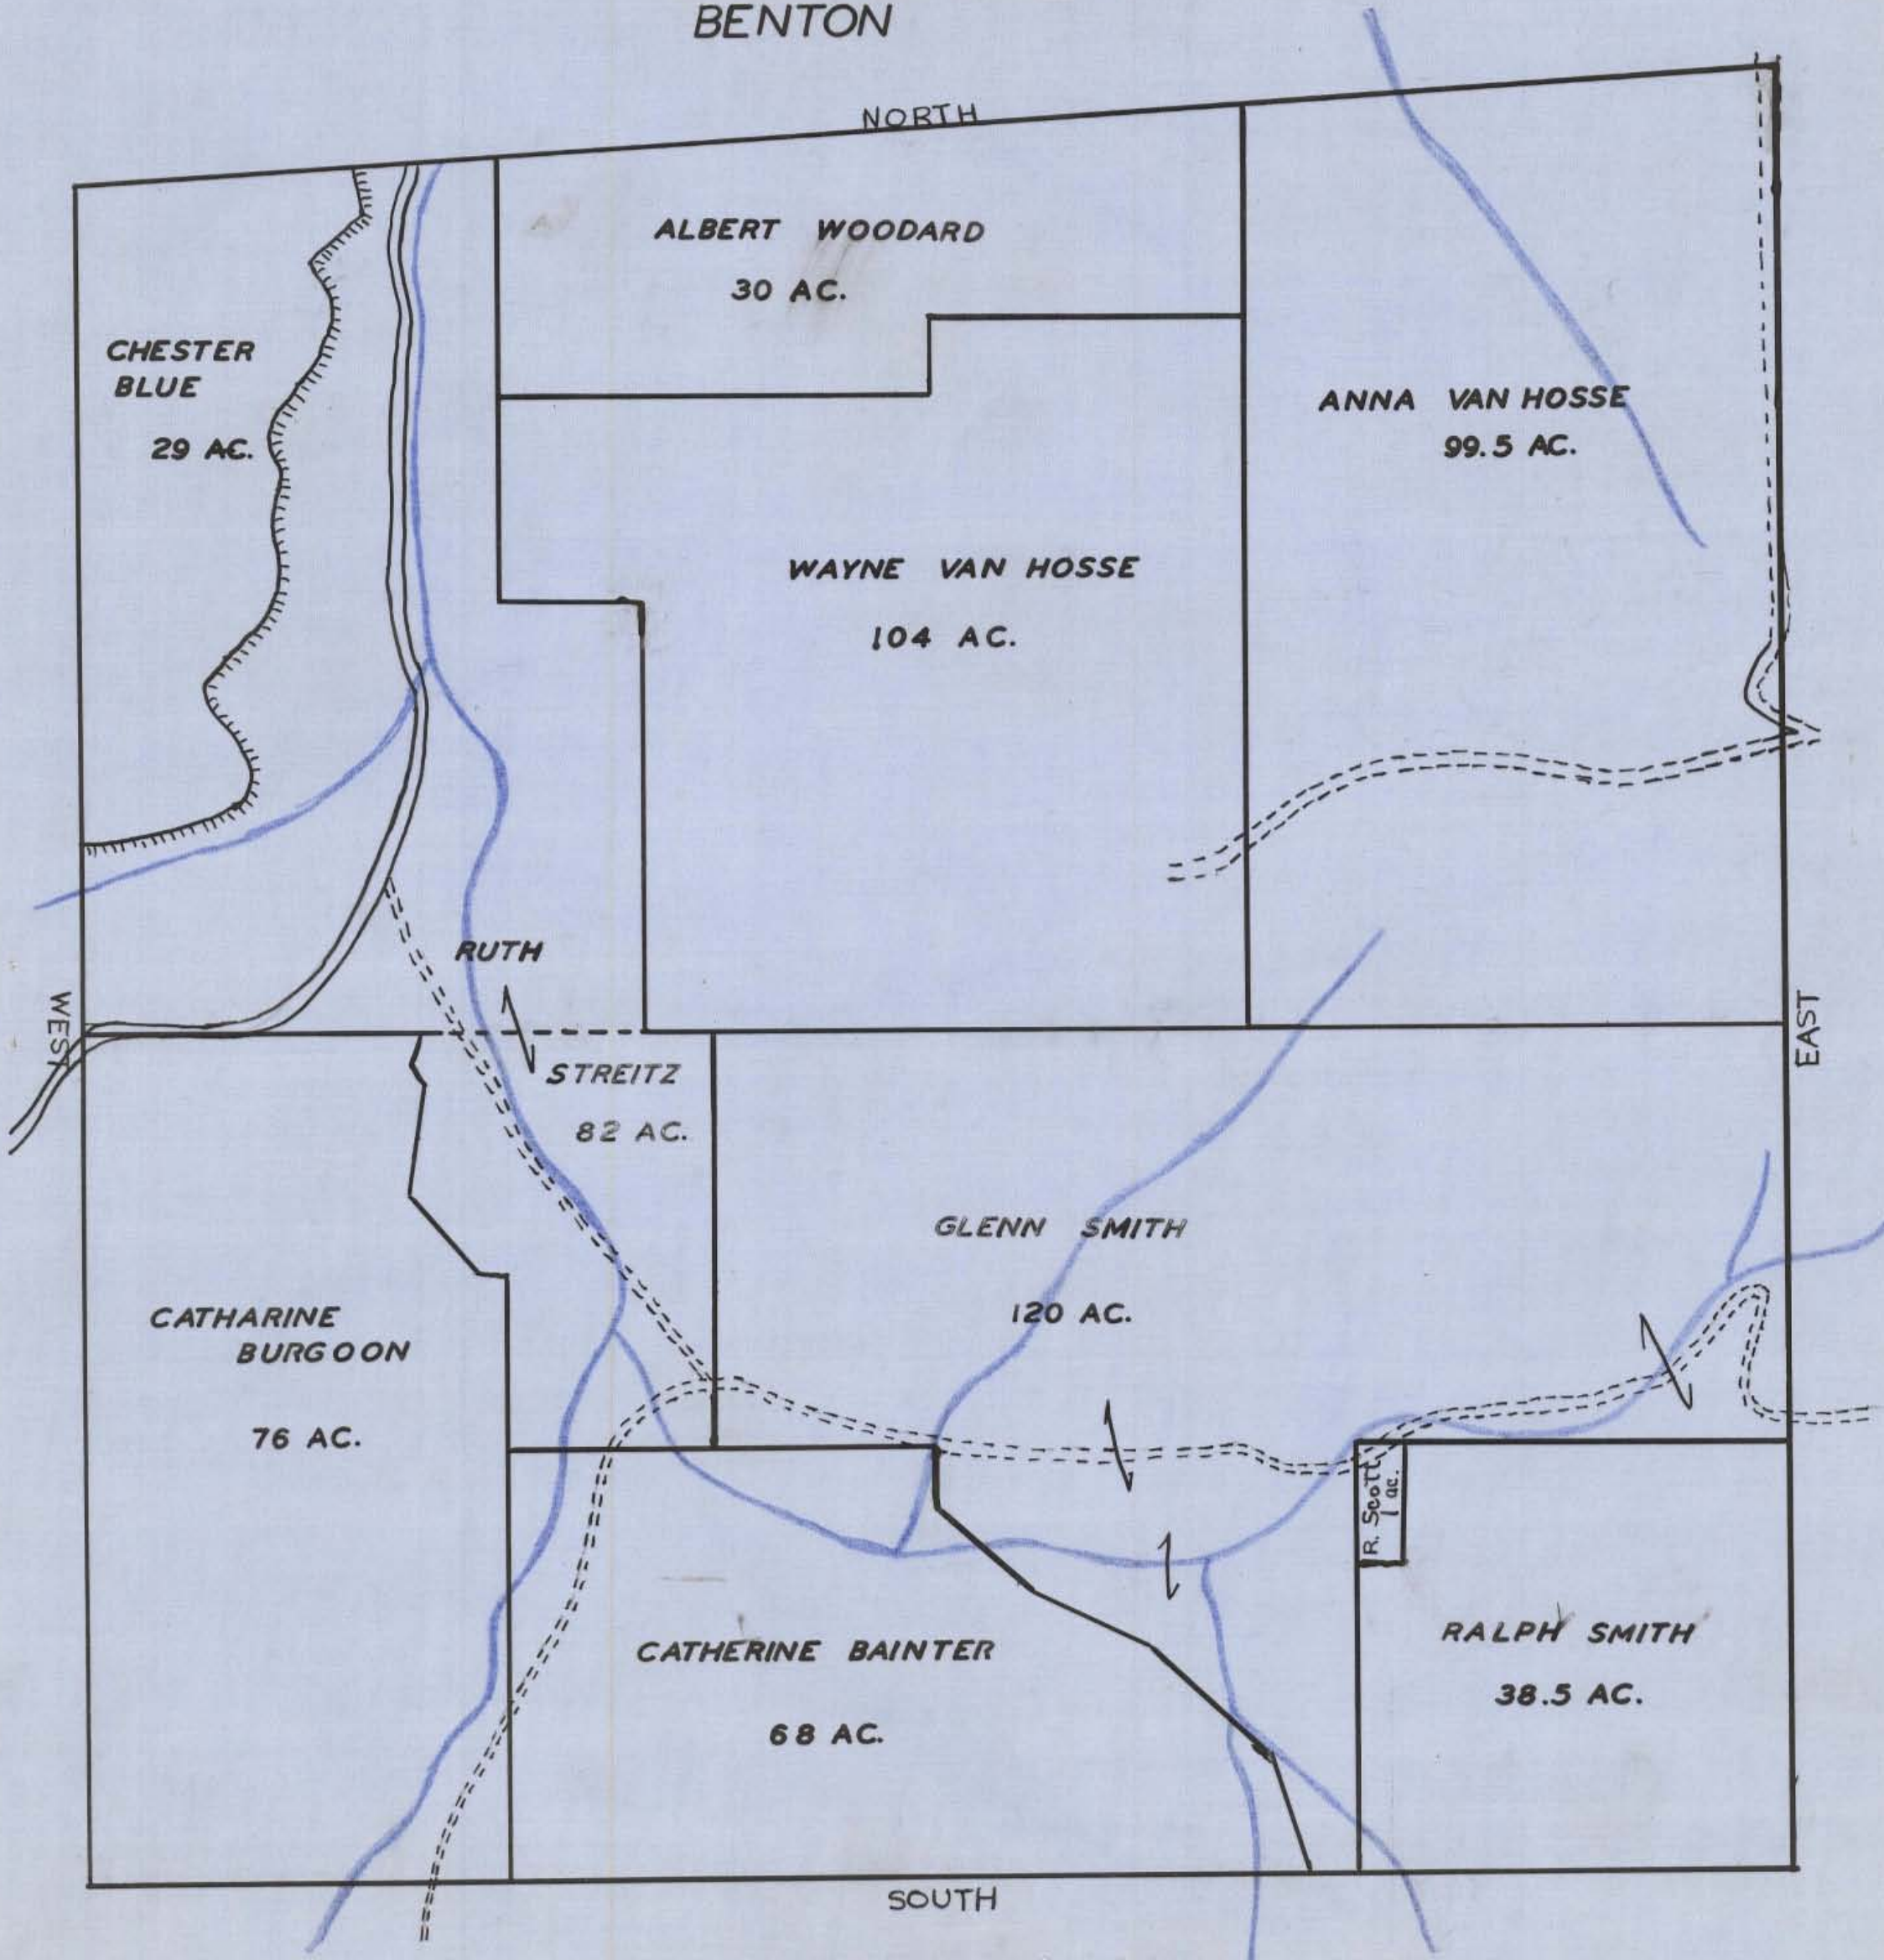 BENTON
NORTH
ALBERT WOODARD
30 AC.
CHESTER
BLUE
29 AC.
ANNA VAN HOSSE
99.5 AC.
WAYNE VAN HOSSE
104 AC.
RUTH
STREITZ
82 AC.
WEST
EAST
GLENN SMITH
120 AC.
CATHARINE
BURGOON
76 AC.
R. Scott
1 ac.
CATHERINE BAINTER
68 AC.
RALPH SMITH
38.5 AC.
SOUTH